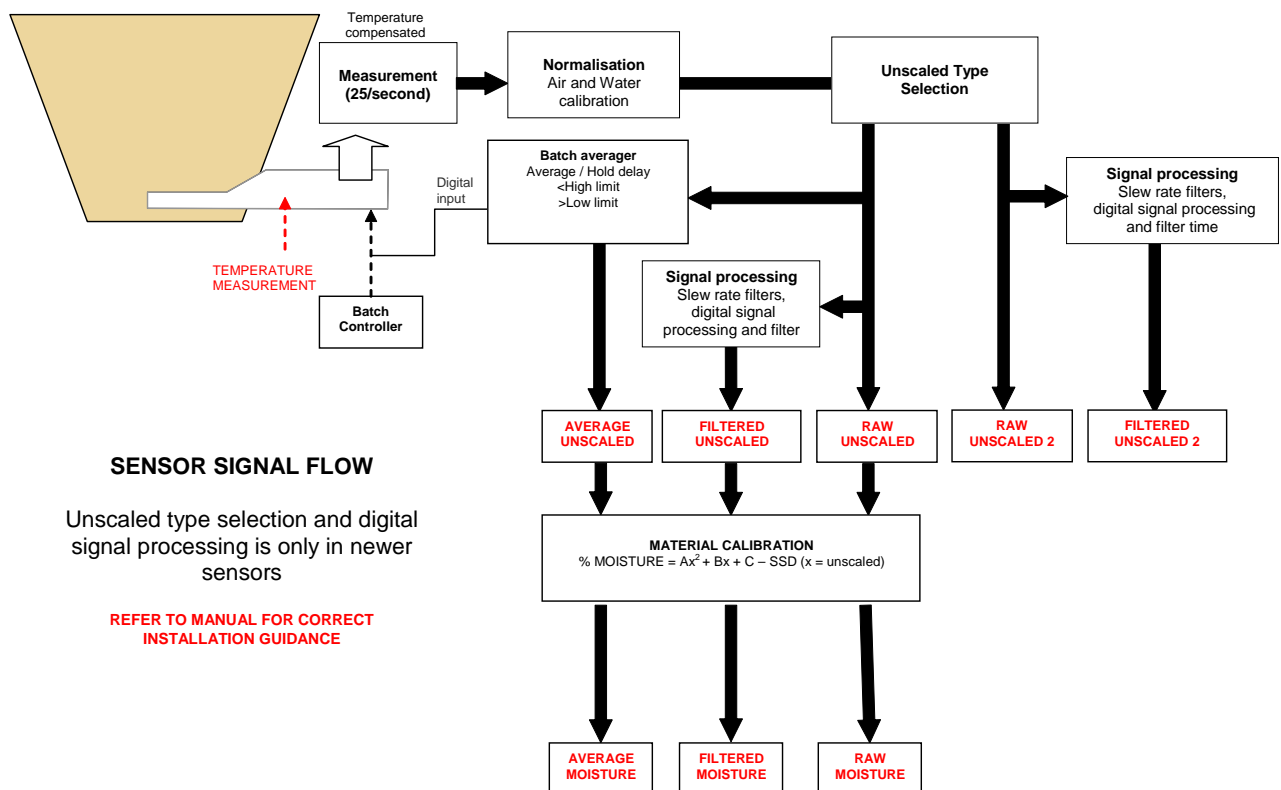 Temperature
compensated
Measurement
(25/second)
Normalisation
Air and Water
calibration
Unscaled Type
Selection
Batch averager
Average / Hold delay
<High limit
>Low limit
Digital
input
Signal processing
Slew rate filters,
digital signal processing
and filter time
TEMPERATURE
MEASUREMENT
Batch
Controller
Signal processing
Slew rate filters,
digital signal
processing and filter
AVERAGE
UNSCALED
FILTERED
UNSCALED
RAW
UNSCALED
RAW
UNSCALED 2
FILTERED
UNSCALED 2
SENSOR SIGNAL FLOW
Unscaled type selection and digital
signal processing is only in newer
sensors
REFER TO MANUAL FOR CORRECT
INSTALLATION GUIDANCE
MATERIAL CALIBRATION
% MOISTURE = Ax² + Bx + C – SSD (x = unscaled)
AVERAGE
MOISTURE
FILTERED
MOISTURE
RAW
MOISTURE